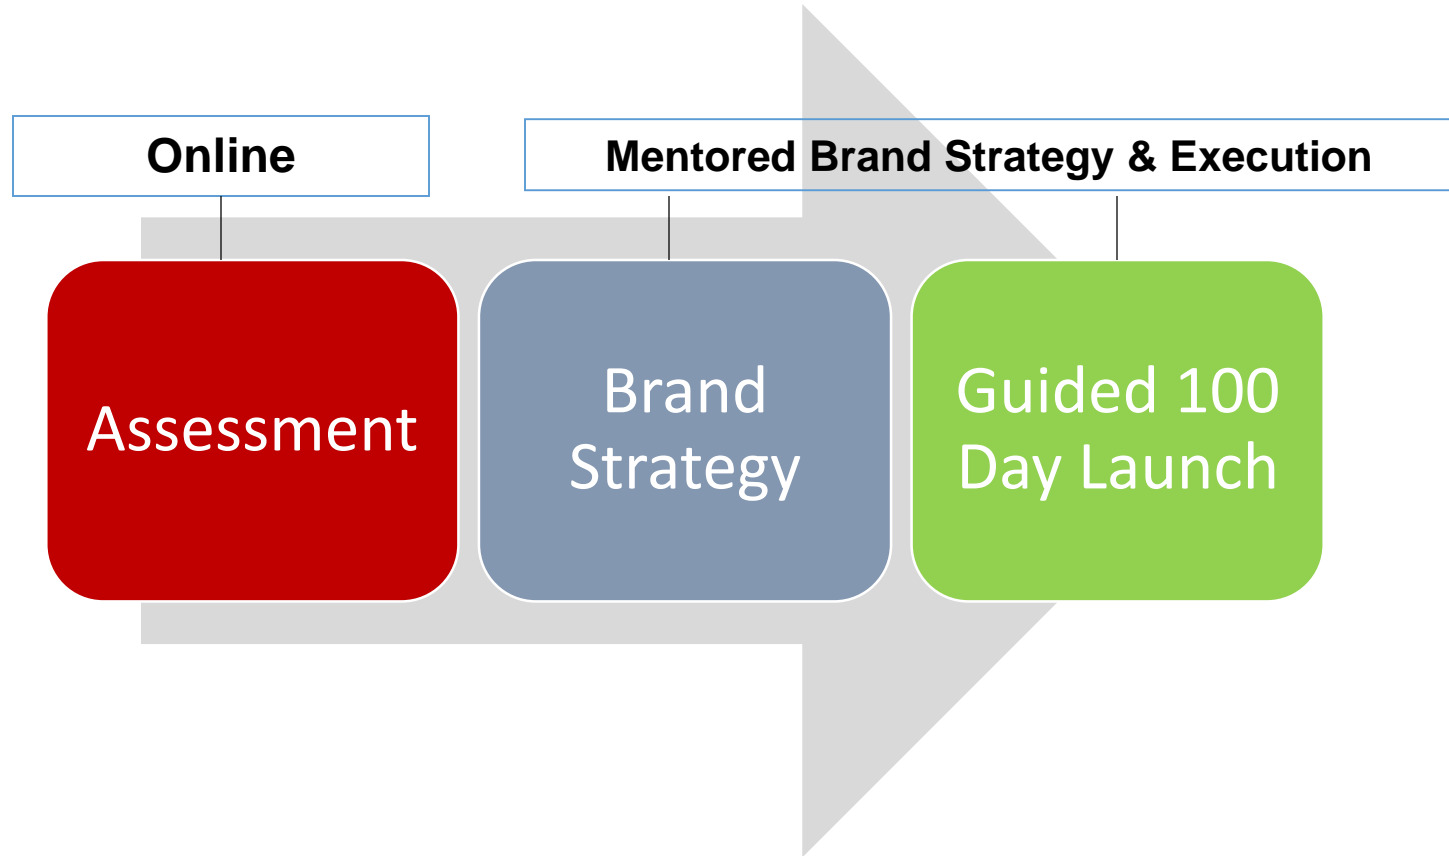 Online
Mentored Brand Strategy & Execution
Assessment
Brand
Strategy
Guided 100
Day Launch